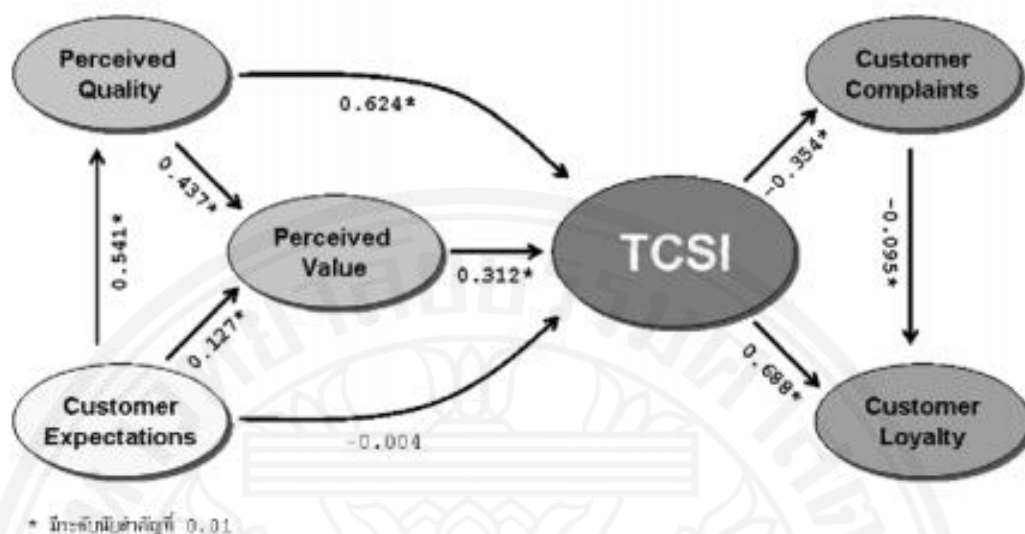 Perceived
Quality
0.624*
0.437*
0.541*
Perceived
Value
0.312*
0.127*
Customer
Expectations
-0.004
TCSI
Customer
Complaints
-0.354*
-0.095*
0.688*
Customer
Loyalty
* มีระดับนัยสำคัญที่ 0.01